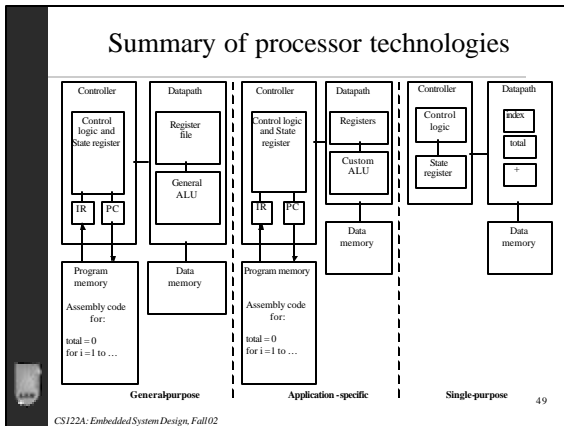 Summary of processor technologies
Controller
Control
logic and
State register
IR PC
Datapath
Register
file
General
ALU
Program
memory
Assembly code
for:
total = 0
for i =1 to …
Data
memory
General-purpose
Controller
Control logic
and State
register
IR PC
Datapath
Registers
Custom
ALU
Data
memory
Program memory
Assembly code
for:
total = 0
for i =1 to …
Application -specific
Controller
Control
logic
State
register
Datapath
index
total
+
Data
memory
Single-purpose
49
CS122A: Embedded System Design, Fall 02